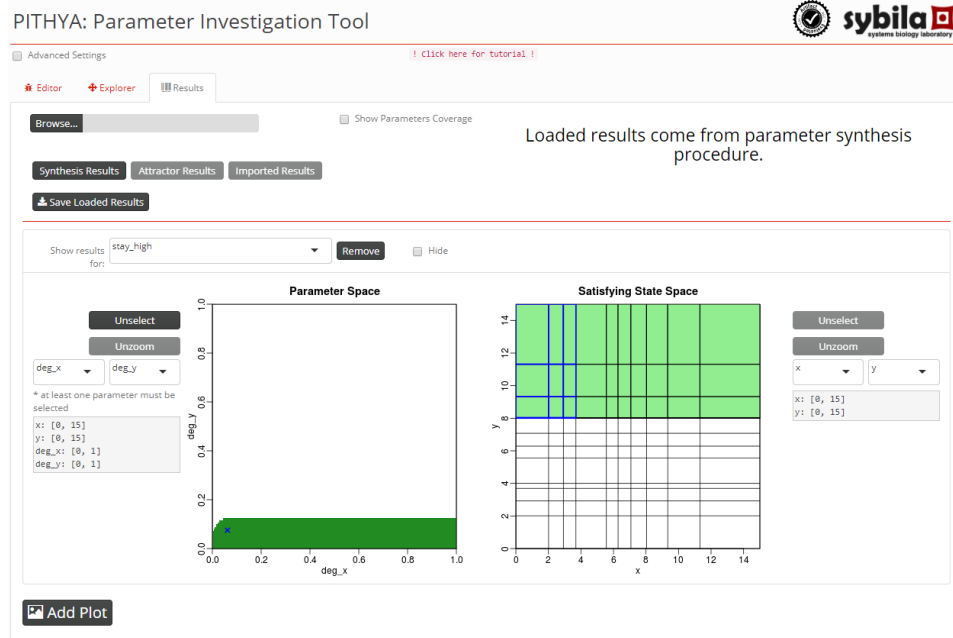 PITHYA: Parameter Investigation Tool
sybila
systems biology laboratory
Advanced Settings
! Click here for tutorial !
Editor
Explorer
Results
Browse...
Show Parameters Coverage
Loaded results come from parameter synthesis
procedure.
Synthesis Results
Attractor Results
Imported Results
Save Loaded Results
Show results
for:
stay_high
Remove
Hide
Unselect
Unzoom
deg_x
deg_y
* at least one parameter must be
selected
x: [0, 15]
y: [0, 15]
deg_x: [0, 1]
deg_y: [0, 1]
Parameter Space
deg_y
1.0
0.8
0.6
0.4
0.2
0.0
0.0 0.2 0.4 0.6 0.8 1.0
deg_x
Satisfying State Space
y
14
12
10
8
6
4
2
0
0 2 4 6 8 10 12 14
x
Unselect
Unzoom
x
y
x: [0, 15]
y: [0, 15]
Add Plot